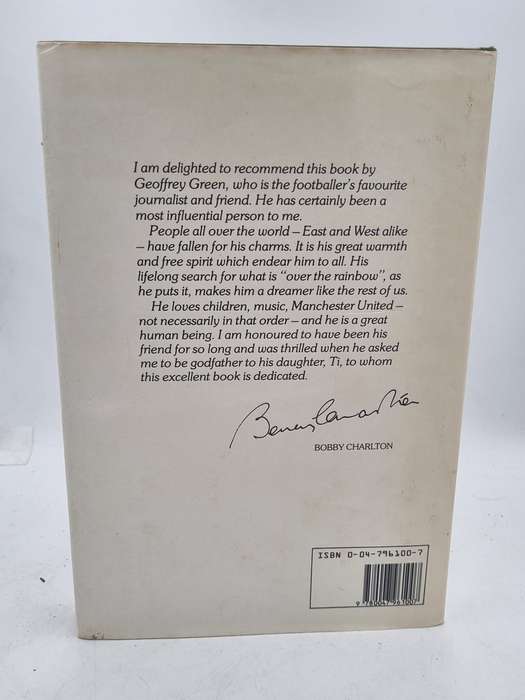 I am delighted to recommend this book by
Geoffrey Green, who is the footballer's favourite
journalist and friend. He has certainly been a
most influential person to me.
People all over the world – East and West alike
– have fallen for his charms. It is his great warmth
and free spirit which endear him to all. His
lifelong search for what is "over the rainbow", as
he puts it, makes him a dreamer like the rest of us.
He loves children, music, Manchester United –
not necessarily in that order – and he is a great
human being. I am honoured to have been his
friend for so long and was thrilled when he asked
me to be godfather to his daughter, Ti, to whom
this excellent book is dedicated.
BOBBY CHARLTON
ISBN 0-04-796100-7